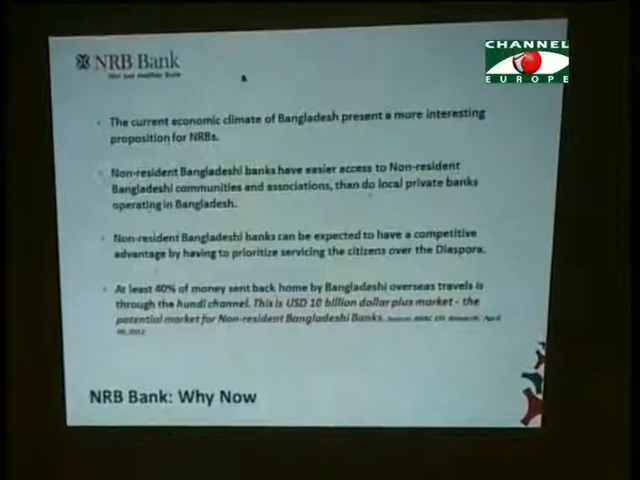 NRB Bank
Not Just Another Bank
CHANNEL
EUROPE
The current economic climate of Bangladesh present a more interesting
proposition for NRBs.
Non-resident Bangladeshi banks have easier access to Non-resident
Bangladeshi communities and associations, than do local private banks
operating in Bangladesh.
Non-resident Bangladeshi banks can be expected to have a competitive
advantage by having to prioritize servicing the citizens over the Diaspora.
At least 40% of money sent back home by Bangladeshi overseas travels is
through the hundi channel. This is USD 10 billion dollar plus market - the
potential market for Non-resident Bangladeshi Banks.
NRB Bank: Why Now